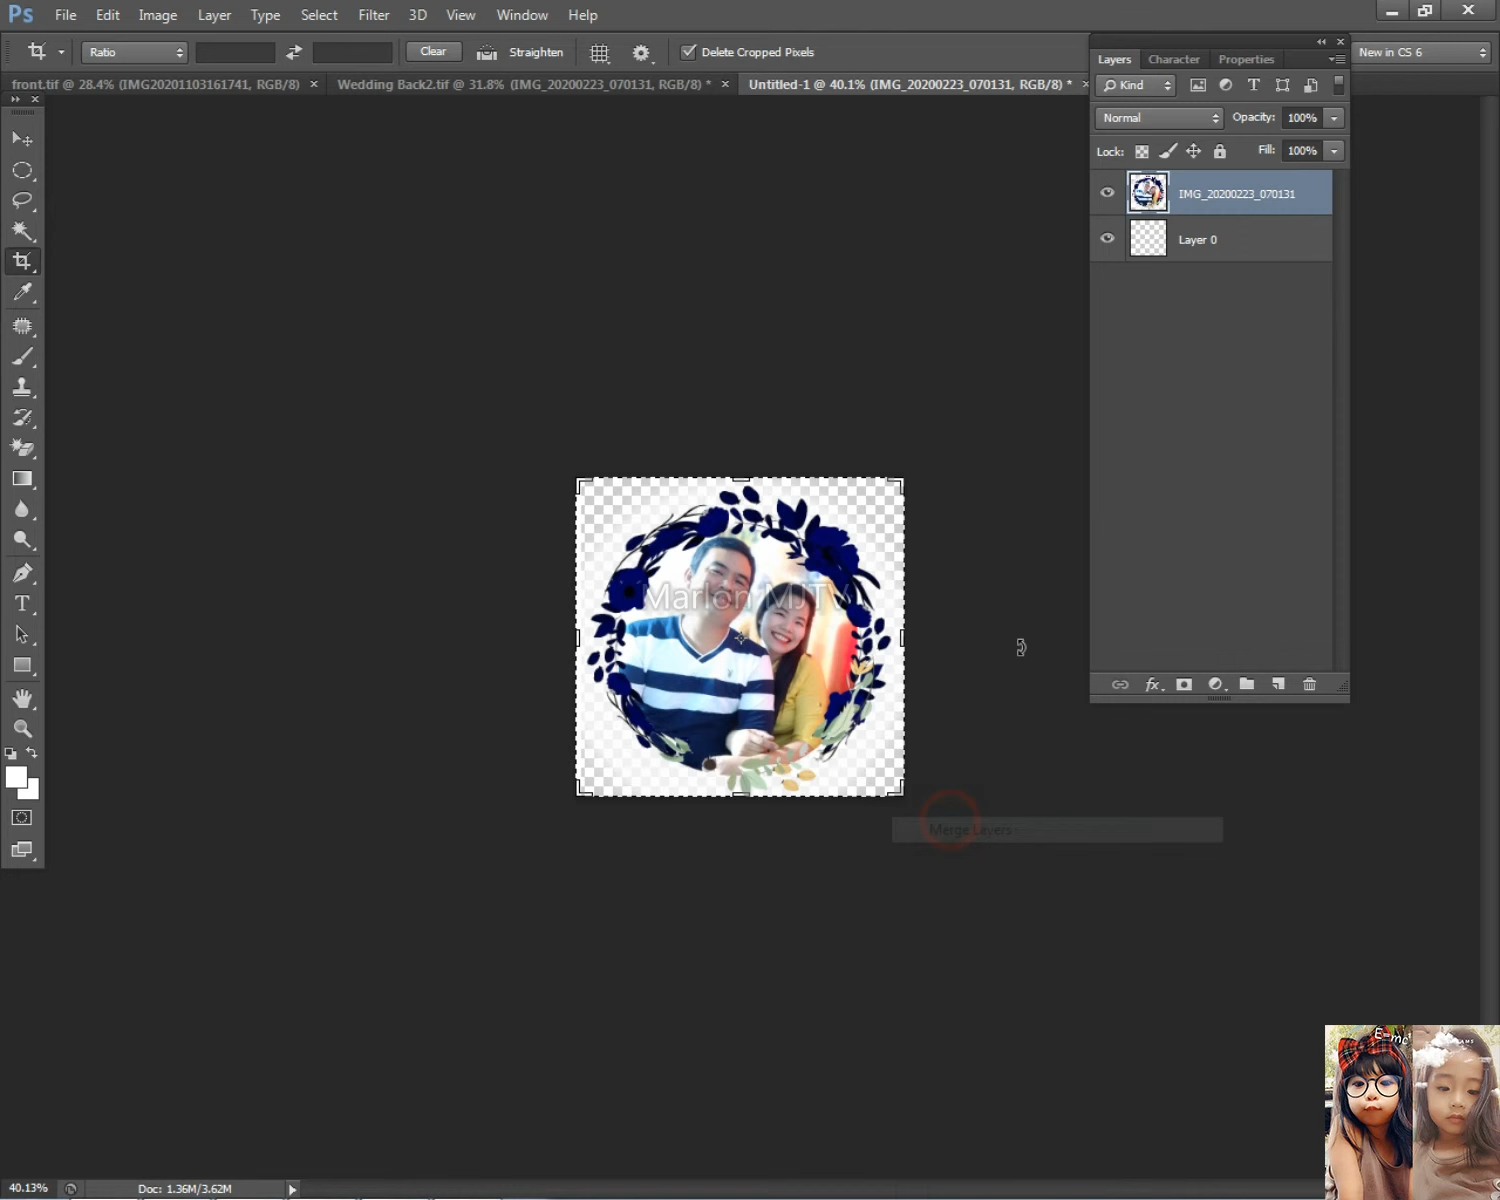 Ps File Edit Image Layer Type Select Filter 3D View Window Help
Ratio Clear Straighten Delete Cropped Pixels New in CS 6
front.tif @ 28.4% (IMG20201103161741, RGB/8) Wedding Back2.tif @ 31.8% (IMG_20200223_070131, RGB/8) * Untitled-1 @ 40.1% (IMG_20200223_070131, RGB/8) *
Layers Character Properties
Kind
Normal Opacity: 100%
Lock: Fill: 100%
IMG_20200223_070131
Layer 0
Marlon MJTV
Merge Layers
E=mc²
40.13% Doc: 1.36M/3.62M